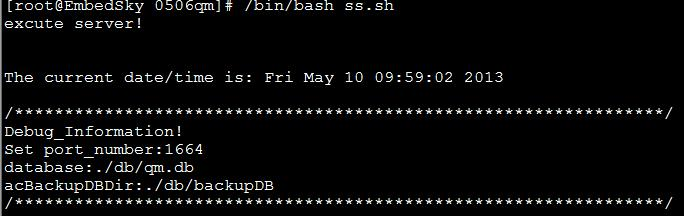 [root@EmbedSky 0506qm]# /bin/bash ss.sh
excute server!
The current date/time is: Fri May 10 09:59:02 2013
/*****************************************************************/
Debug_Information!
Set port_number:1664
database:./db/qm.db
acBackupDBDir:./db/backupDB
/*****************************************************************/